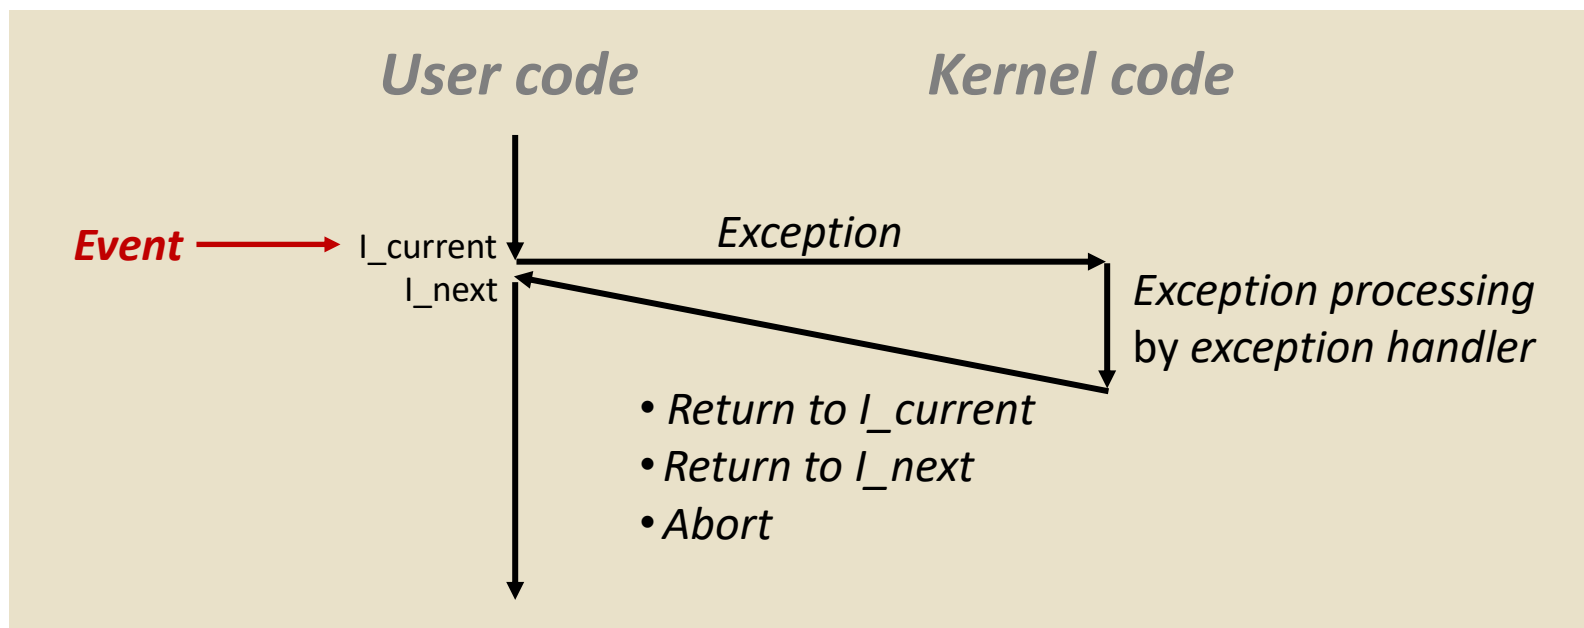 User code
Kernel code
Event
I_current
Exception
I_next
Exception processing
by exception handler
• Return to I_current
• Return to I_next
• Abort